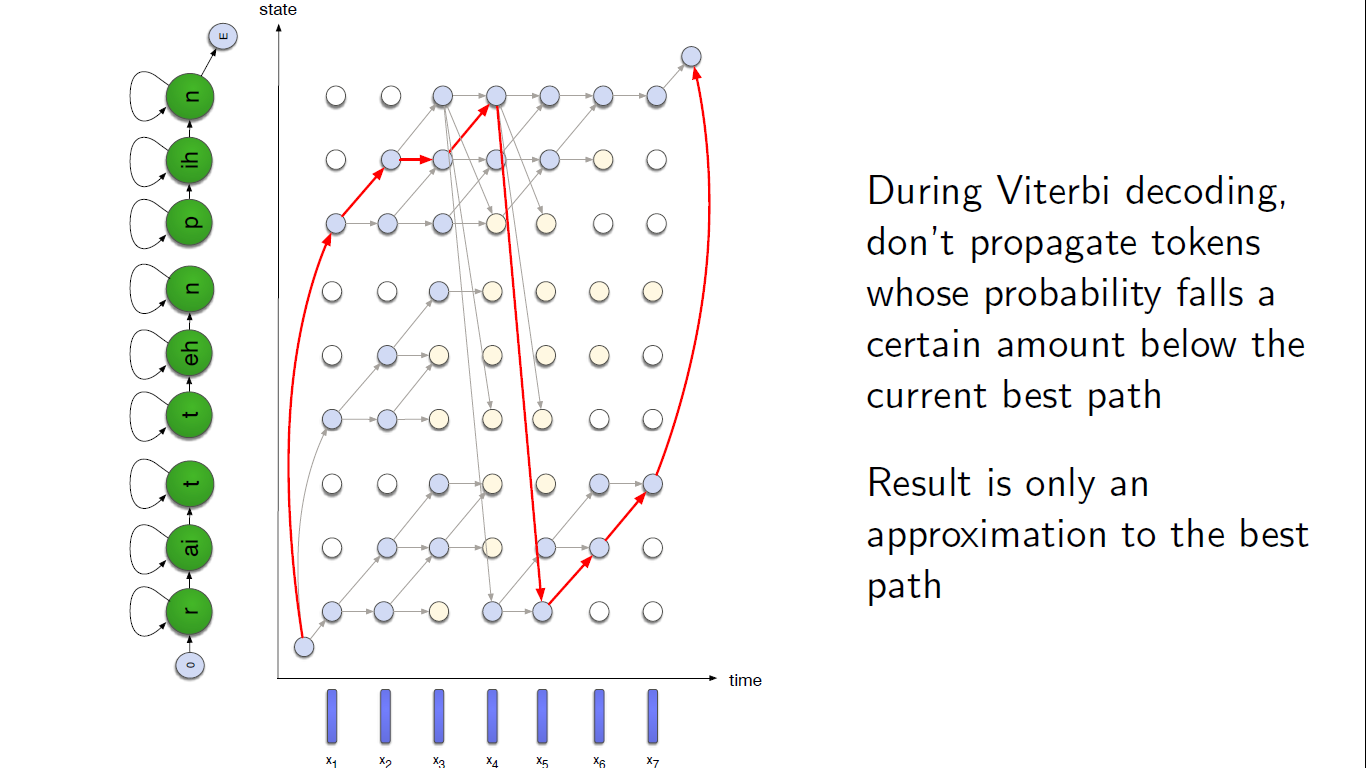 state
E
n
ih
p
n
eh
t
t
ai
r
0
time
x1 x2 x3 x4 x5 x6 x7
During Viterbi decoding,
don't propagate tokens
whose probability falls a
certain amount below the
current best path
Result is only an
approximation to the best
path